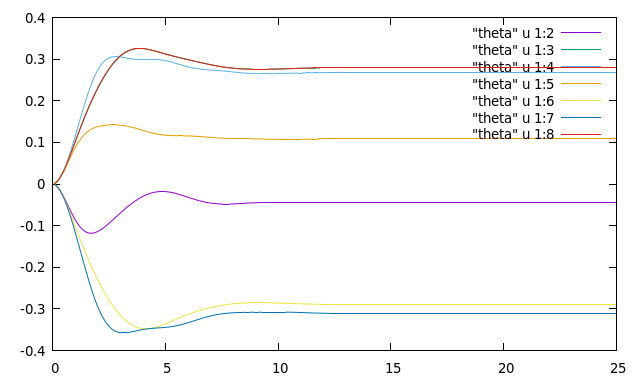 0.4
0.3
0.2
0.1
0
-0.1
-0.2
-0.3
-0.4
0
5
10
15
20
25
"theta" u 1:2
"theta" u 1:3
"theta" u 1:4
"theta" u 1:5
"theta" u 1:6
"theta" u 1:7
"theta" u 1:8